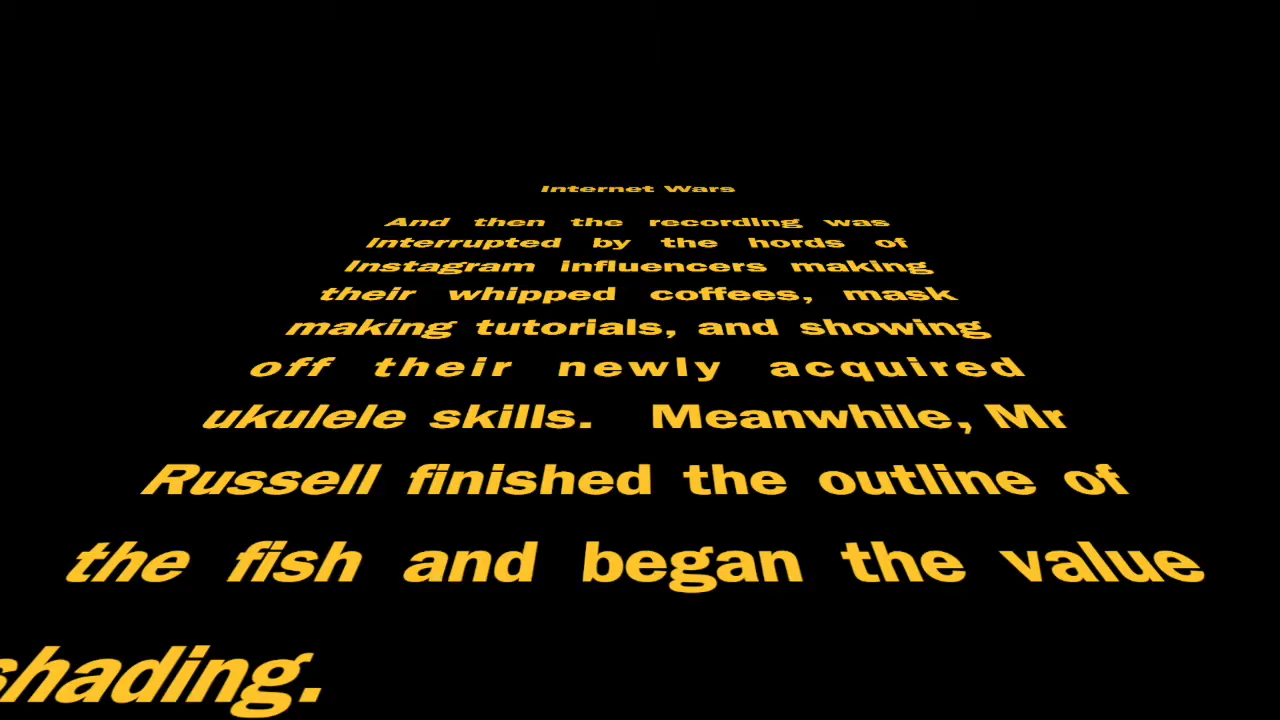 Internet Wars
And then the recording was
Interrupted by the hords of
Instagram influencers making
their whipped coffees, mask
making tutorials, and showing
off their newly acquired
ukulele skills. Meanwhile, Mr
Russell finished the outline of
the fish and began the value
shading.